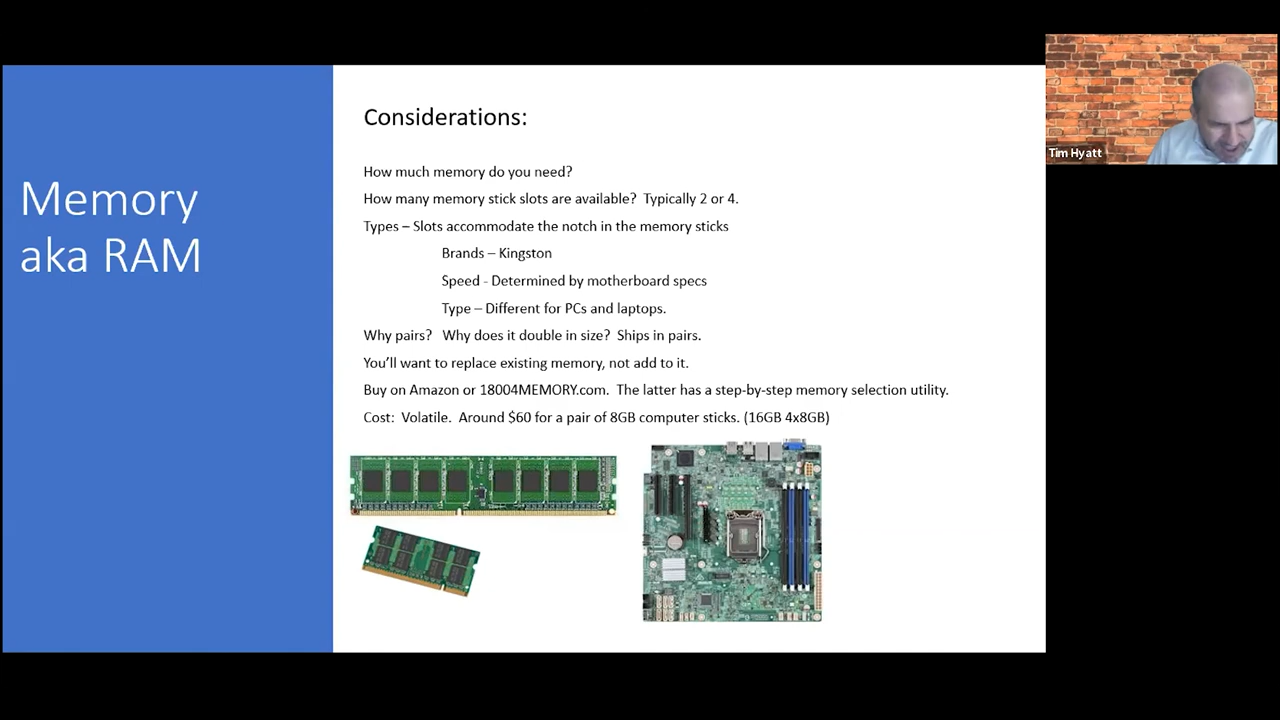 Memory
aka RAM
Considerations:
How much memory do you need?
How many memory stick slots are available?  Typically 2 or 4.
Types – Slots accommodate the notch in the memory sticks
Brands – Kingston
Speed - Determined by motherboard specs
Type – Different for PCs and laptops.
Why pairs?   Why does it double in size?  Ships in pairs.
You’ll want to replace existing memory, not add to it.
Buy on Amazon or 18004MEMORY.com.  The latter has a step-by-step memory selection utility.
Cost:  Volatile.  Around $60 for a pair of 8GB computer sticks. (16GB 4x8GB)
Tim Hyatt